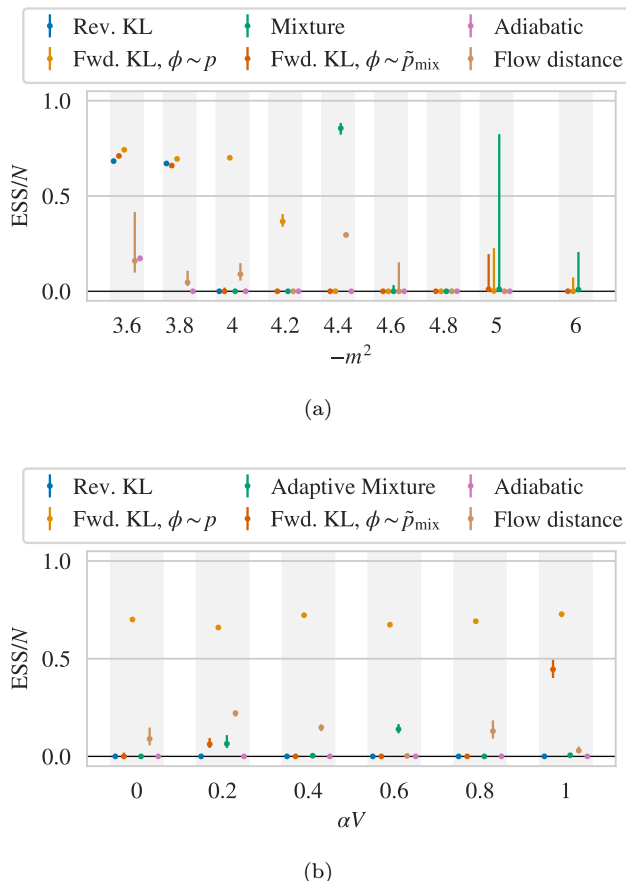 Rev. KL Mixture Adiabatic
Fwd. KL, ϕ ~ p Fwd. KL, ϕ ~ p̃mix Flow distance
1.0
0.5
0.0
ESS/N
3.6 3.8 4 4.2 4.4 4.6 4.8 5 6
−m²
(a)
Rev. KL Adaptive Mixture Adiabatic
Fwd. KL, ϕ ~ p Fwd. KL, ϕ ~ p̃mix Flow distance
1.0
0.5
0.0
ESS/N
0 0.2 0.4 0.6 0.8 1
αV
(b)